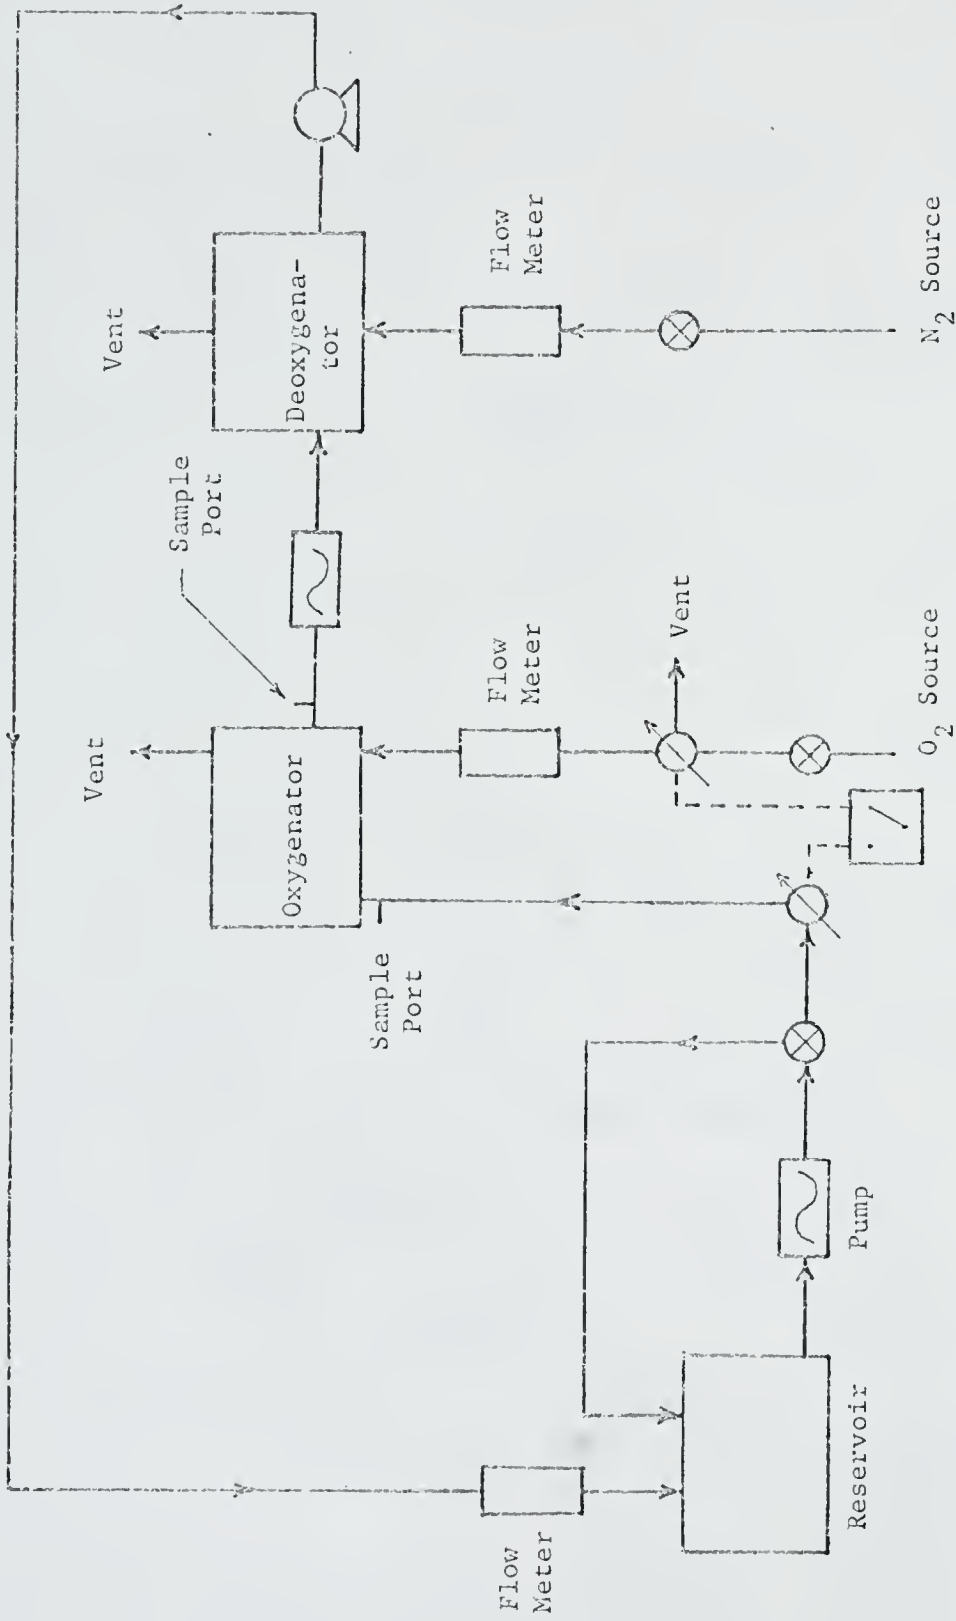 Vent
Vent
Sample
Port
Oxygenator
Deoxygena-
tor
Sample
Port
Flow
Meter
Flow
Meter
Flow
Meter
Vent
Reservoir
Pump
O₂ Source
N₂ Source